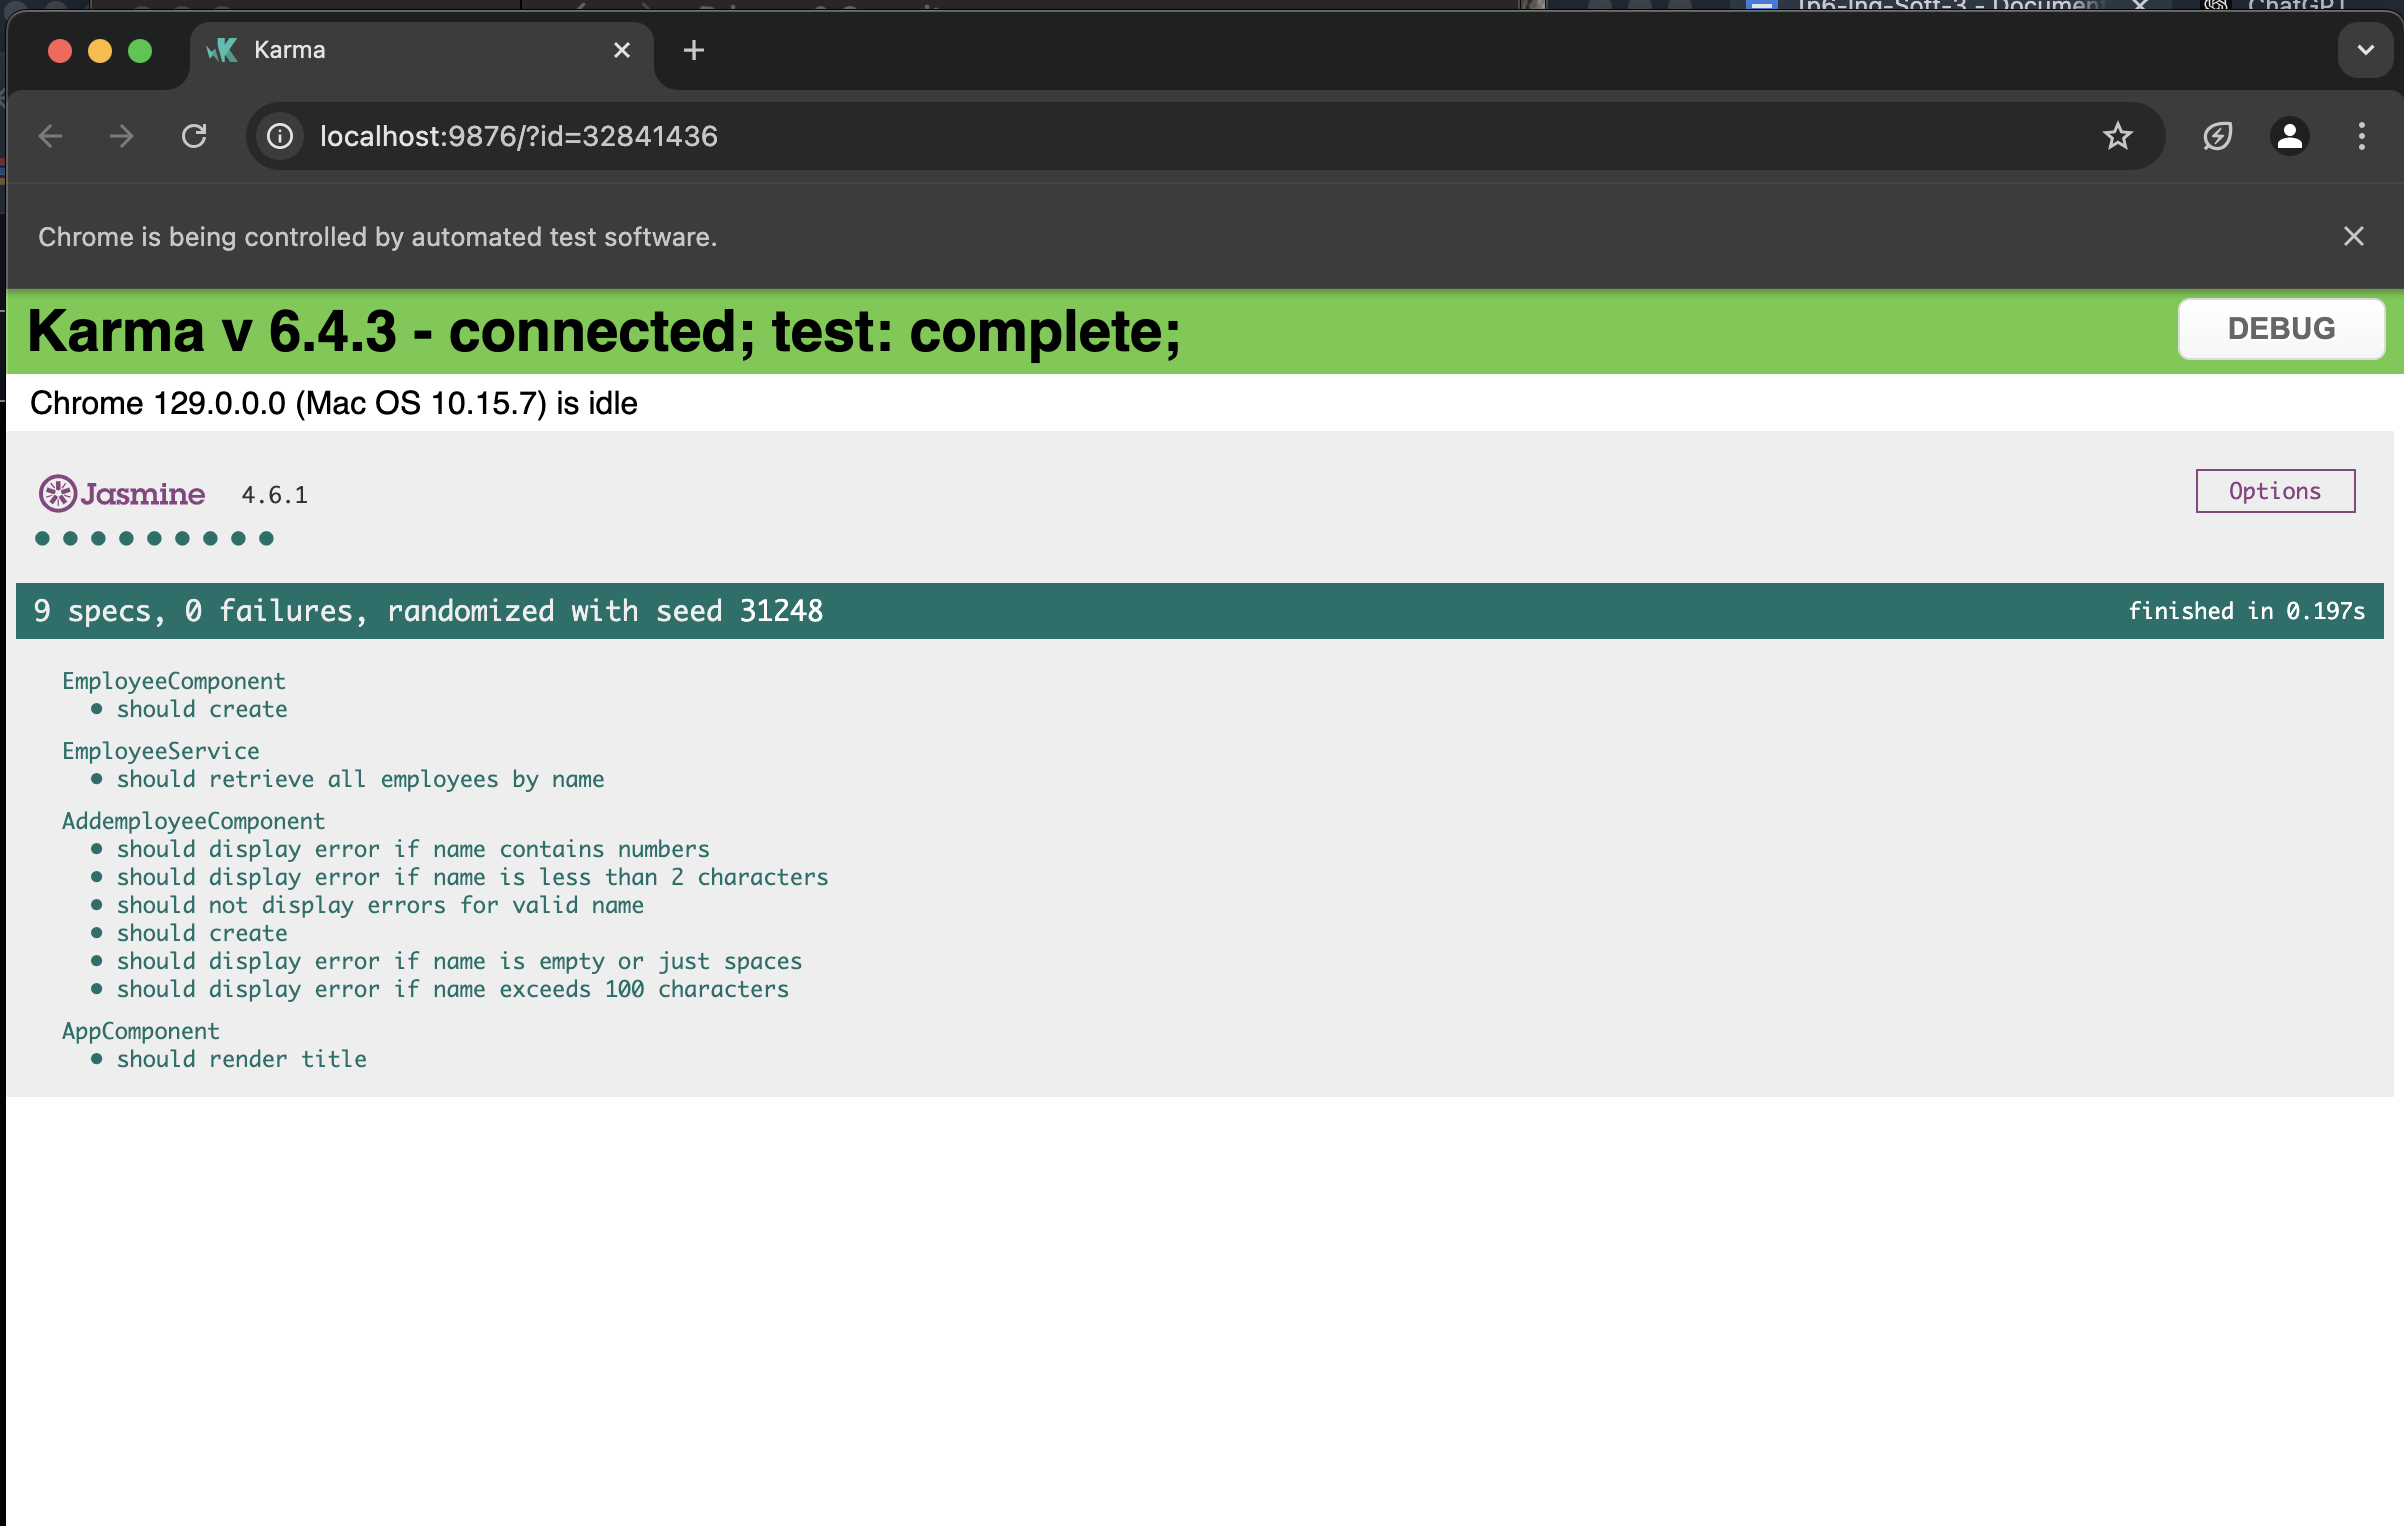 Karma
localhost:9876/?id=32841436
Chrome is being controlled by automated test software.
Karma v 6.4.3 - connected; test: complete;
DEBUG
Chrome 129.0.0.0 (Mac OS 10.15.7) is idle
Jasmine 4.6.1
Options
9 specs, 0 failures, randomized with seed 31248
finished in 0.197s
EmployeeComponent
• should create
EmployeeService
• should retrieve all employees by name
AddemployeeComponent
• should display error if name contains numbers
• should display error if name is less than 2 characters
• should not display errors for valid name
• should create
• should display error if name is empty or just spaces
• should display error if name exceeds 100 characters
AppComponent
• should render title